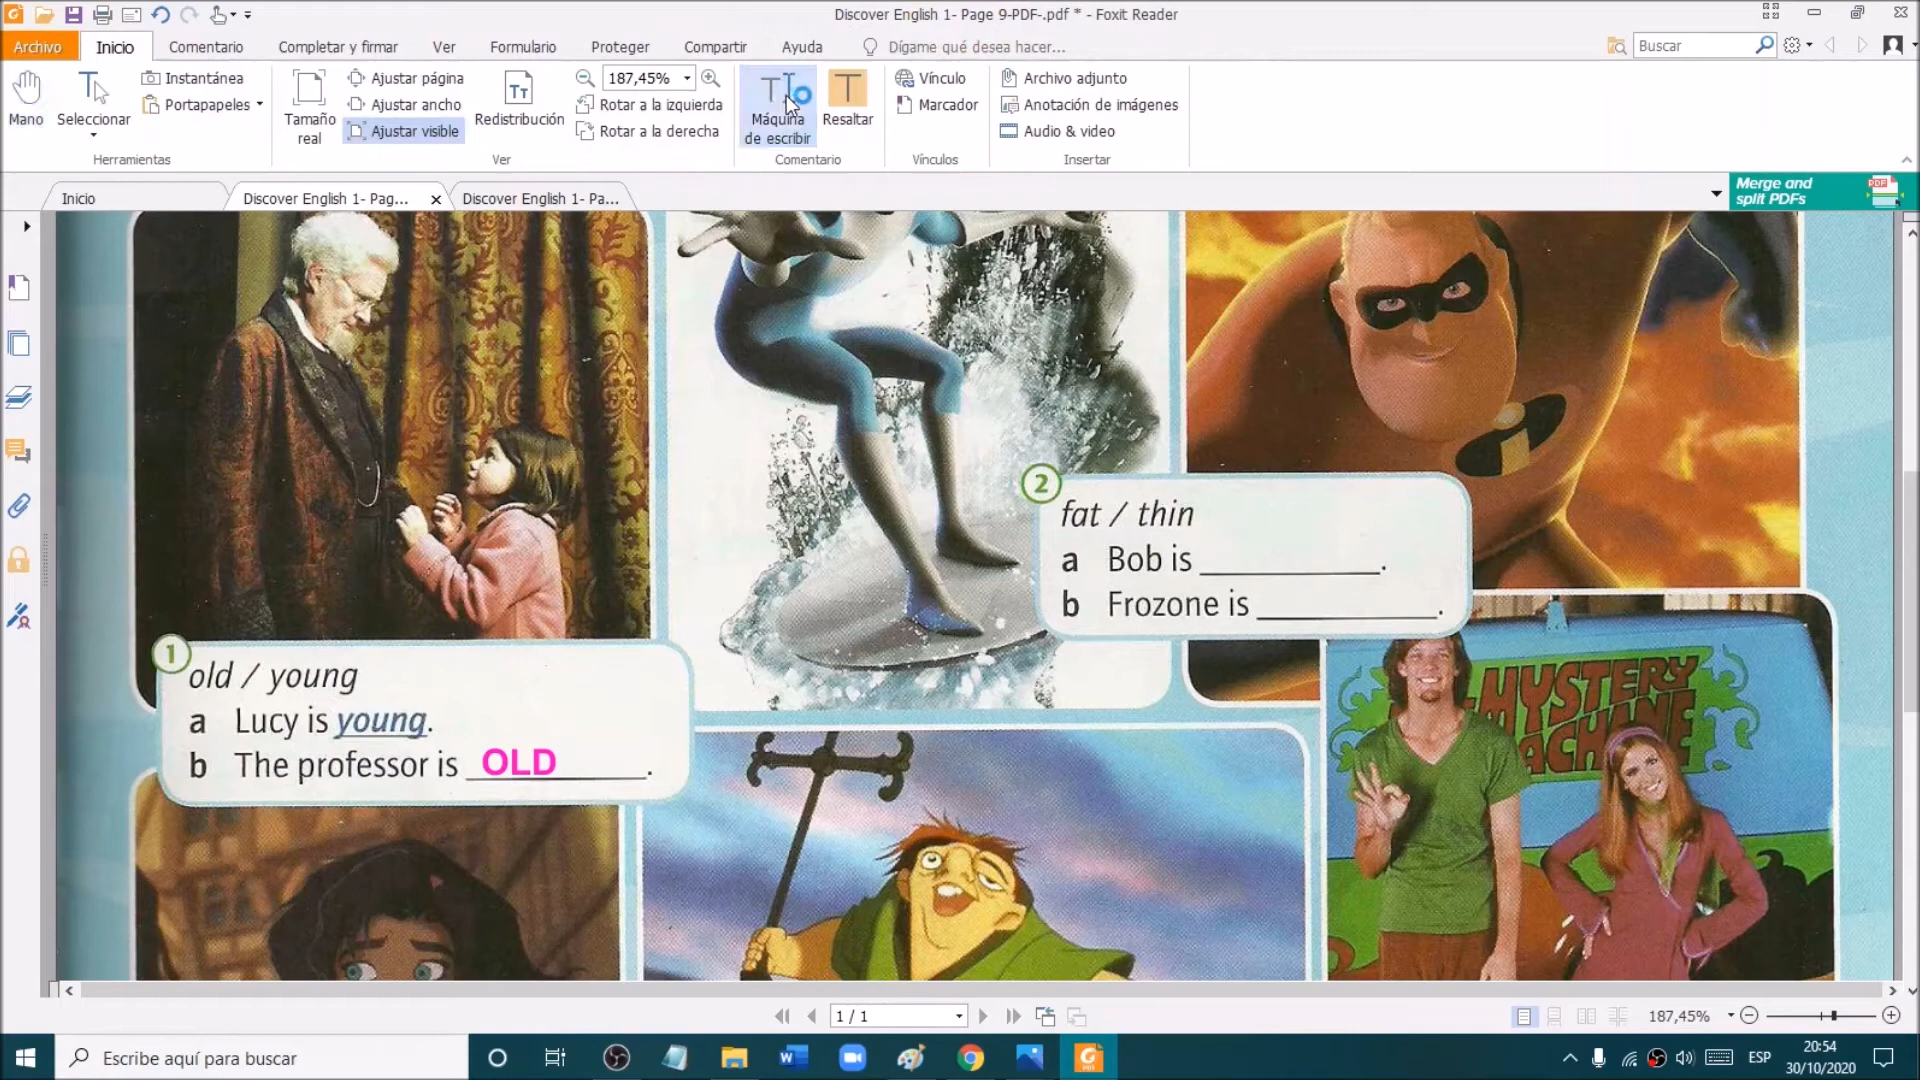 Discover English 1- Page 9-PDF-.pdf * - Foxit Reader
Archivo Inicio Comentario Completar y firmar Ver Formulario Proteger Compartir Ayuda Dígame qué desea hacer... Buscar
Mano
Seleccionar
Instantánea
Portapapeles
Herramientas
Tamaño
real
Ajustar página
Ajustar ancho
Ajustar visible
Redistribución
187,45%
Rotar a la izquierda
Rotar a la derecha
Ver
Máquina
de escribir
Resaltar
Comentario
Vínculo
Marcador
Vínculos
Archivo adjunto
Anotación de imágenes
Audio & video
Insertar
Inicio Discover English 1- Pag... Discover English 1- Pa...
Merge and
split PDFs
PDF
2
fat / thin
a Bob is ____________.
b Frozone is ____________.
1
old / young
a Lucy is young.
b The professor is OLD.
MYSTERY
MACHINE
1 / 1
187,45%
Escribe aquí para buscar
ESP
20:54
30/10/2020